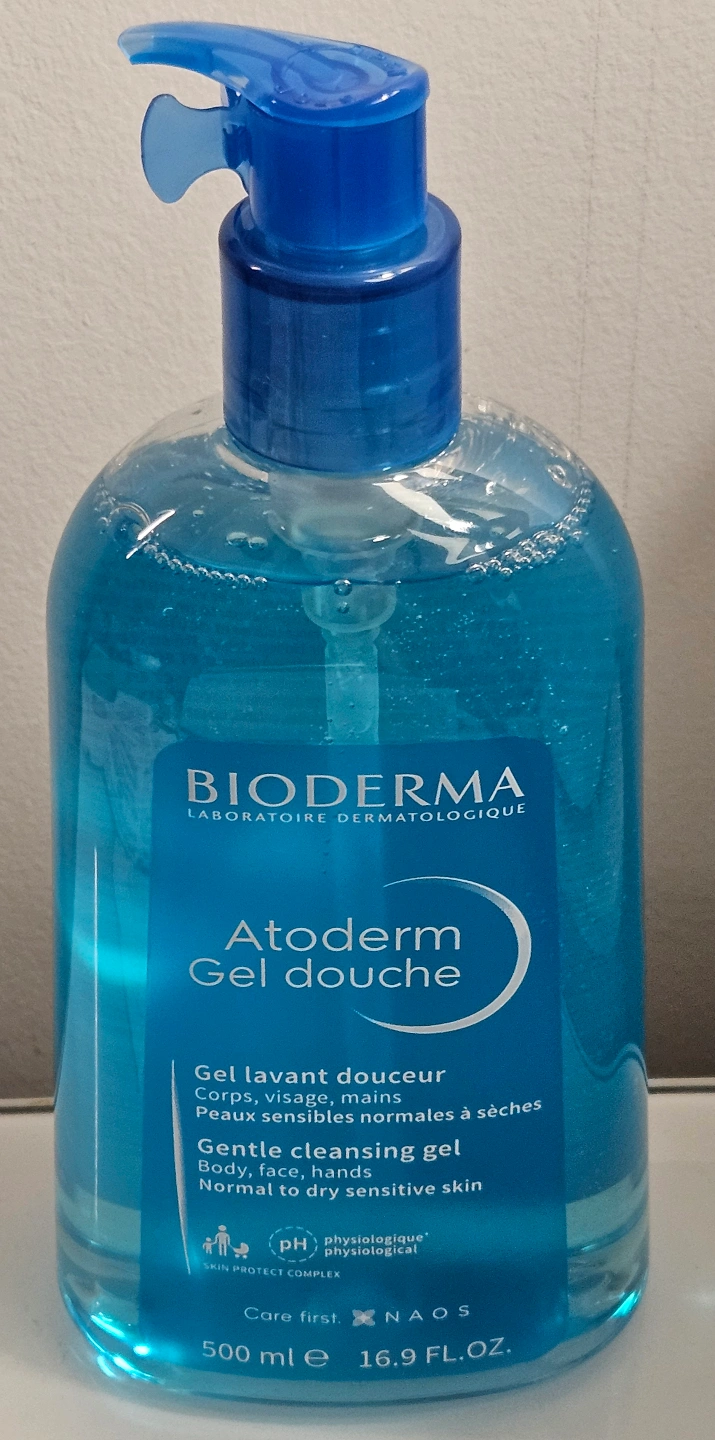 BIODERMA
LABORATOIRE DERMATOLOGIQUE
Atoderm
Gel douche
Gel lavant douceur
Corps, visage, mains
Peaux sensibles normales à sèches
Gentle cleansing gel
Body, face, hands
Normal to dry sensitive skin
pH physiologique*
physiological
SKIN PROTECT COMPLEX
Care first. NAOS
500 ml ℮ 16.9 FL.OZ.